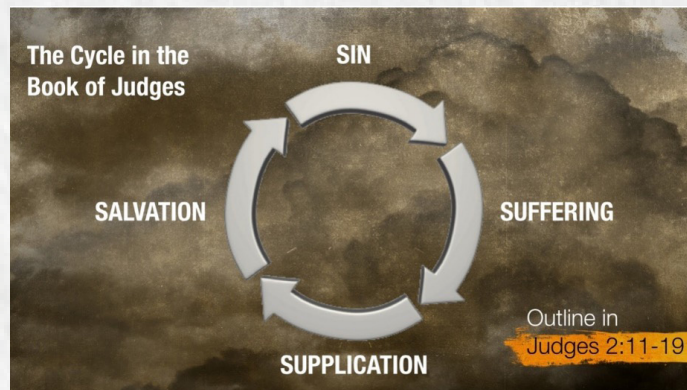 The Cycle in the
Book of Judges
SIN
SALVATION
SUFFERING
SUPPLICATION
Outline in
Judges 2:11-19